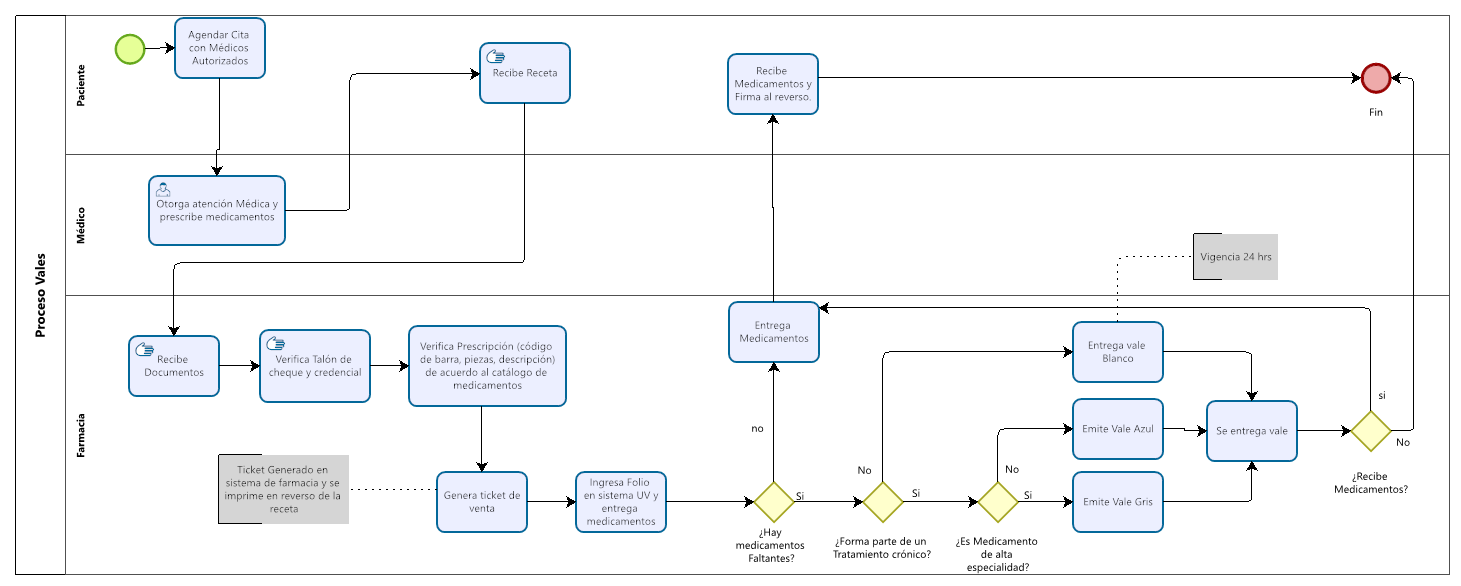 Proceso Vales
Paciente
Agendar Cita
con Médicos
Autorizados
Recibe Receta
Recibe
Medicamentos y
Firma al reverso.
Fin
Médico
Otorga atención Médica y
prescribe medicamentos
Vigencia 24 hrs
Farmacia
Recibe
Documentos
Verifica Talón de
cheque y credencial
Verifica Prescripción (código
de barra, piezas, descripción)
de acuerdo al catálogo de
medicamentos
Ticket Generado en
sistema de farmacia y se
imprime en reverso de la
receta
Genera ticket de
venta
Ingresa Folio
en sistema UV y
entrega
medicamentos
Entrega
Medicamentos
no
Si
¿Hay
medicamentos
Faltantes?
No
Si
¿Forma parte de un
Tratamiento crónico?
No
Si
¿Es Medicamento
de alta
especialidad?
Entrega vale
Blanco
Emite Vale Azul
Emite Vale Gris
Se entrega vale
si
No
¿Recibe
Medicamentos?